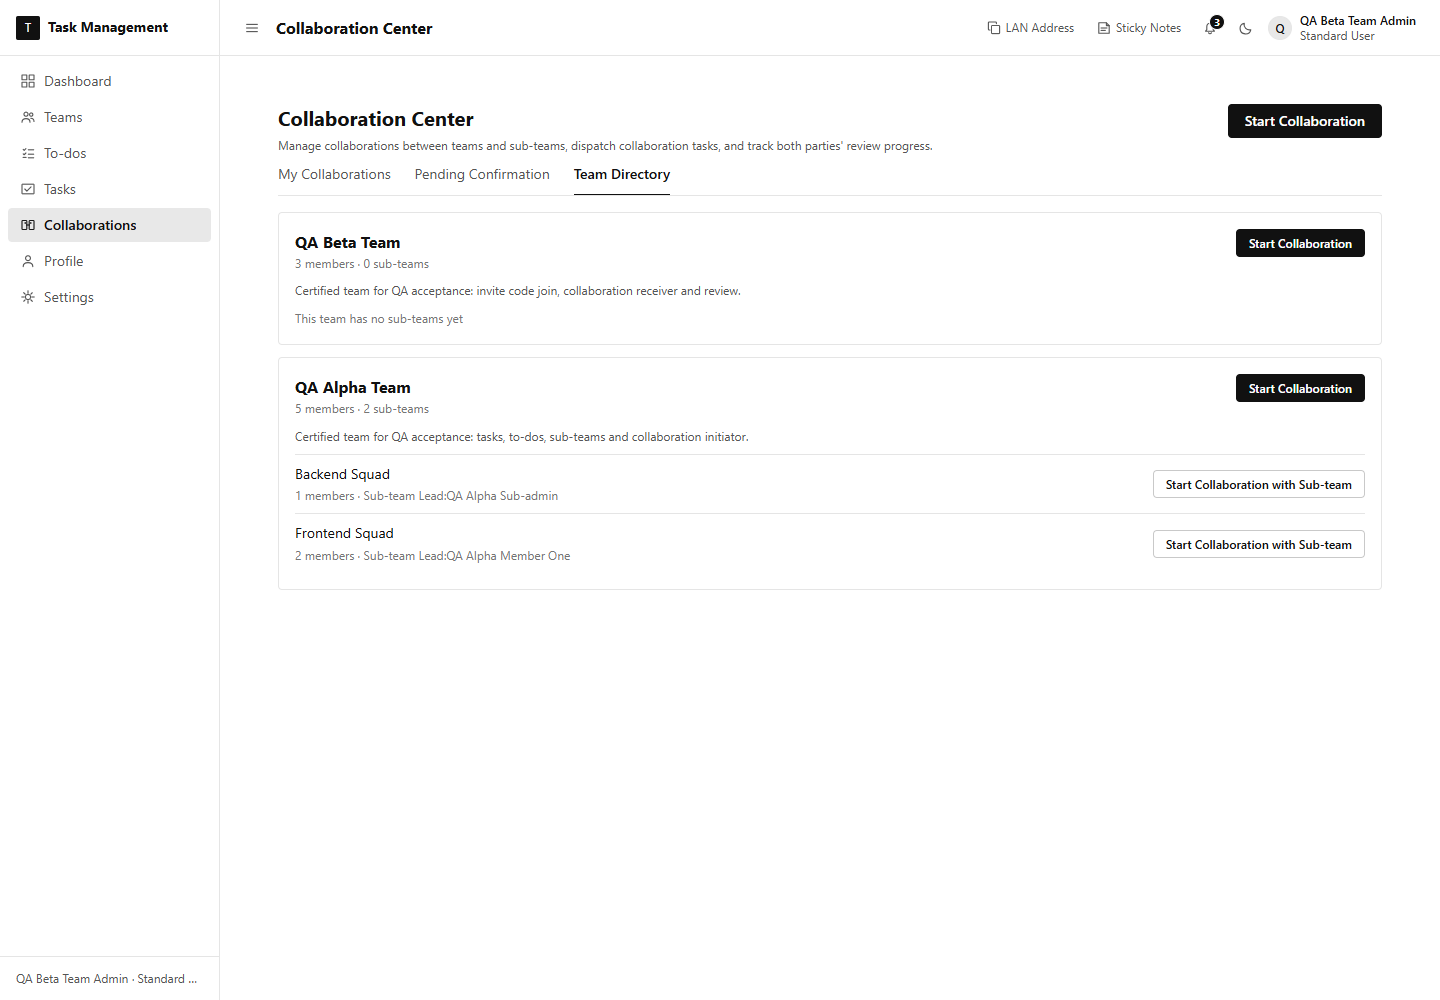 T Task Management
Collaboration Center
LAN Address
Sticky Notes
3
Q
QA Beta Team Admin
Standard User
Dashboard
Teams
To-dos
Tasks
Collaborations
Profile
Settings
Collaboration Center
Start Collaboration
Manage collaborations between teams and sub-teams, dispatch collaboration tasks, and track both parties' review progress.
My Collaborations
Pending Confirmation
Team Directory
QA Beta Team
Start Collaboration
3 members · 0 sub-teams
Certified team for QA acceptance: invite code join, collaboration receiver and review.
This team has no sub-teams yet
QA Alpha Team
Start Collaboration
5 members · 2 sub-teams
Certified team for QA acceptance: tasks, to-dos, sub-teams and collaboration initiator.
Backend Squad
1 members · Sub-team Lead:QA Alpha Sub-admin
Start Collaboration with Sub-team
Frontend Squad
2 members · Sub-team Lead:QA Alpha Member One
Start Collaboration with Sub-team
QA Beta Team Admin · Standard ...